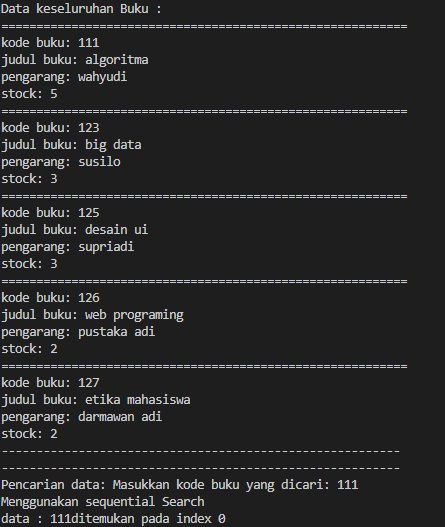 Data keseluruhan Buku :
==========================================================
kode buku: 111
judul buku: algoritma
pengarang: wahyudi
stock: 5
==========================================================
kode buku: 123
judul buku: big data
pengarang: susilo
stock: 3
==========================================================
kode buku: 125
judul buku: desain ui
pengarang: supriadi
stock: 3
==========================================================
kode buku: 126
judul buku: web programing
pengarang: pustaka adi
stock: 2
==========================================================
kode buku: 127
judul buku: etika mahasiswa
pengarang: darmawan adi
stock: 2
---------------------------------------------------------
---------------------------------------------------------
Pencarian data: Masukkan kode buku yang dicari: 111
Menggunakan sequential Search
data : 111ditemukan pada index 0